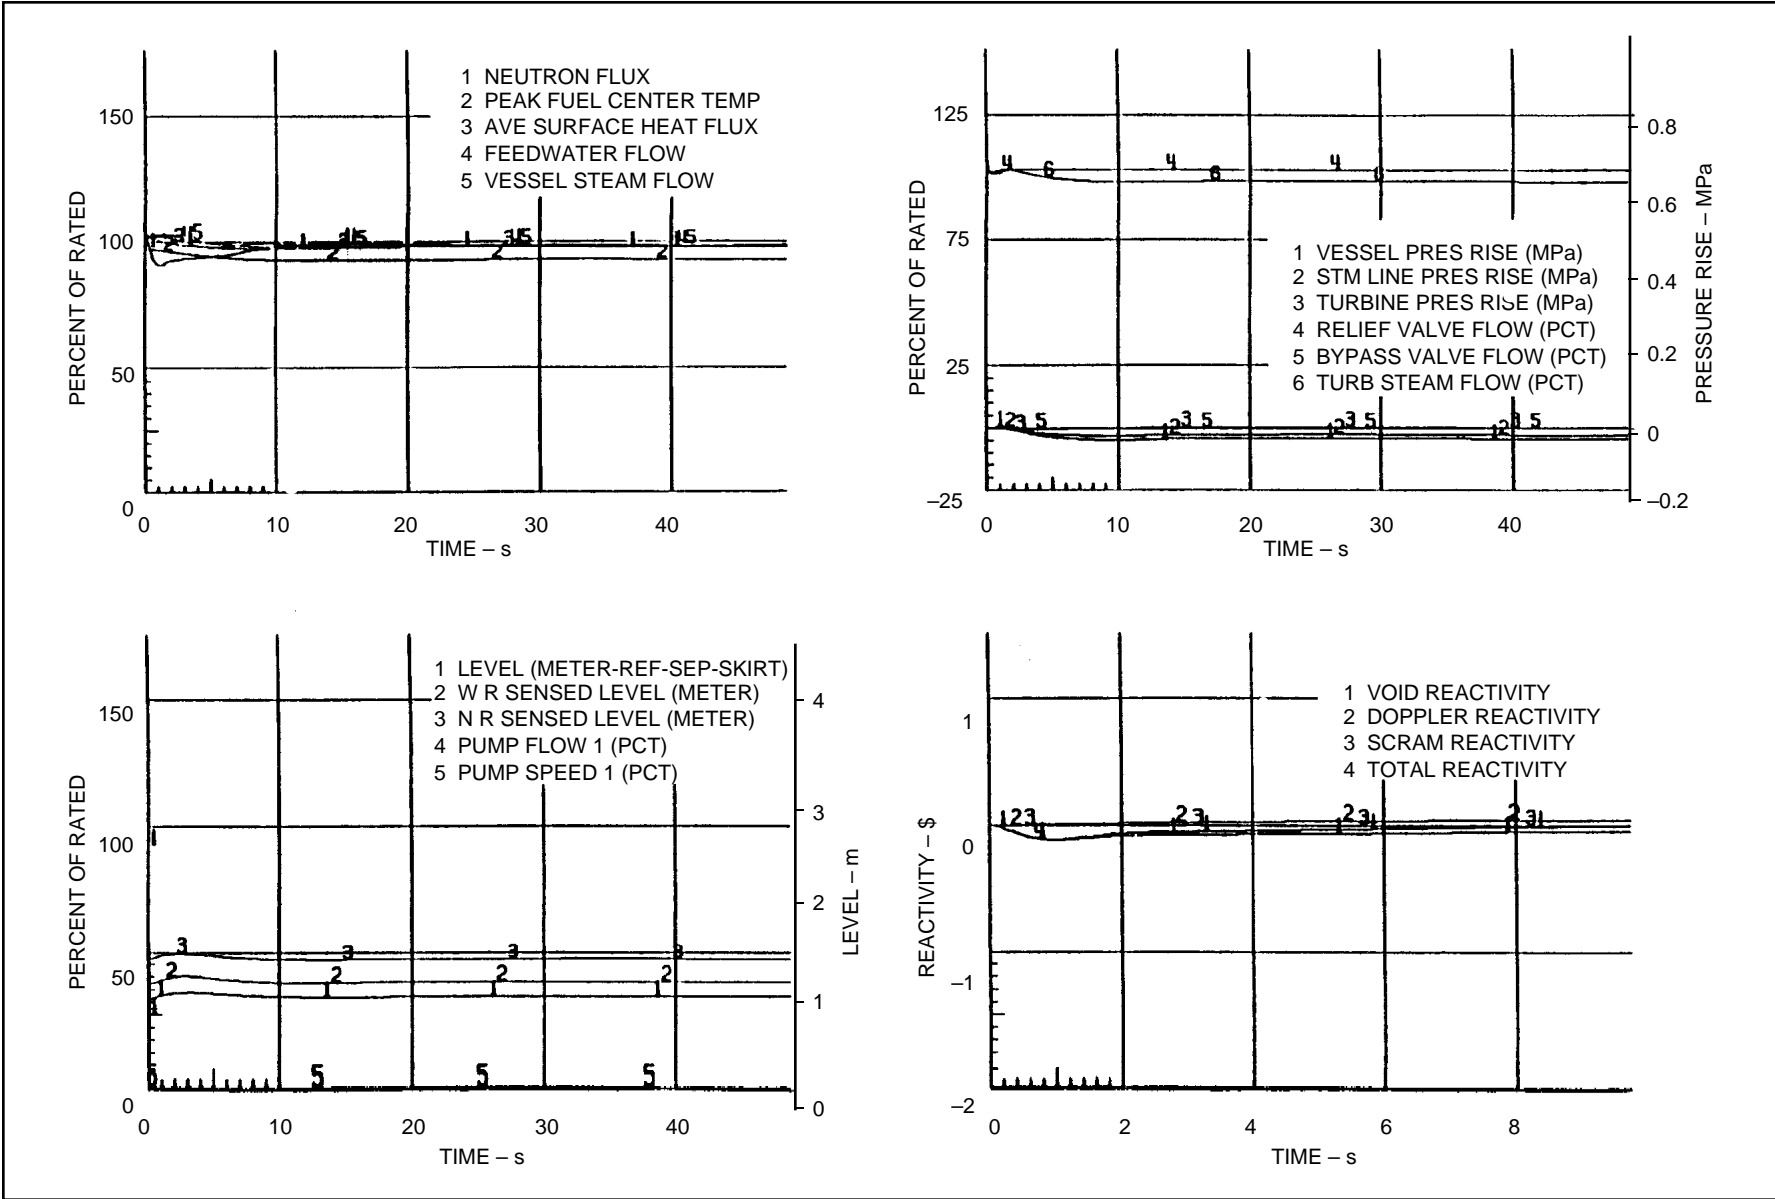 1 NEUTRON FLUX
2 PEAK FUEL CENTER TEMP
3 AVE SURFACE HEAT FLUX
4 FEEDWATER FLOW
5 VESSEL STEAM FLOW
PERCENT OF RATED
150
100
50
0
0 10 20 30 40
TIME – s
1 VESSEL PRES RISE (MPa)
2 STM LINE PRES RISE (MPa)
3 TURBINE PRES RISE (MPa)
4 RELIEF VALVE FLOW (PCT)
5 BYPASS VALVE FLOW (PCT)
6 TURB STEAM FLOW (PCT)
PERCENT OF RATED
125
75
25
–25
0.8
0.6
0.4
0.2
0
–0.2
PRESSURE RISE – MPa
0 10 20 30 40
TIME – s
1 LEVEL (METER-REF-SEP-SKIRT)
2 W R SENSED LEVEL (METER)
3 N R SENSED LEVEL (METER)
4 PUMP FLOW 1 (PCT)
5 PUMP SPEED 1 (PCT)
PERCENT OF RATED
150
100
50
0
4
3
2
1
0
LEVEL – m
0 10 20 30 40
TIME – s
1 VOID REACTIVITY
2 DOPPLER REACTIVITY
3 SCRAM REACTIVITY
4 TOTAL REACTIVITY
REACTIVITY – $
1
0
–1
–2
0 2 4 6 8
TIME – s